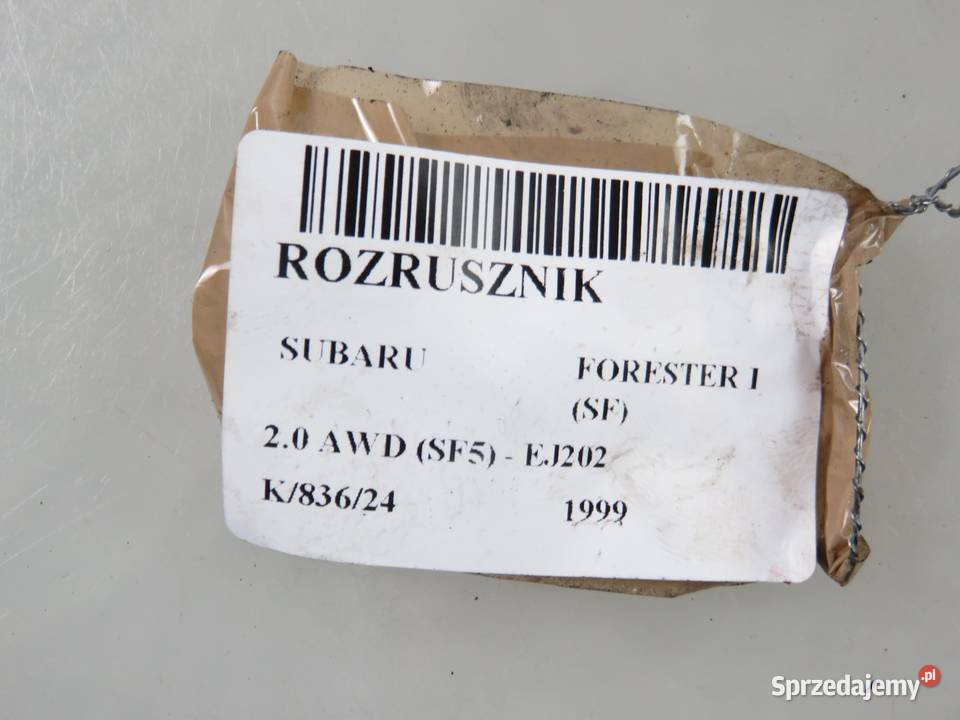 ROZRUSZNIK
SUBARU FORESTER I
(SF)
2.0 AWD (SF5) - EJ202
K/836/24 1999
Sprzedajemy.pl